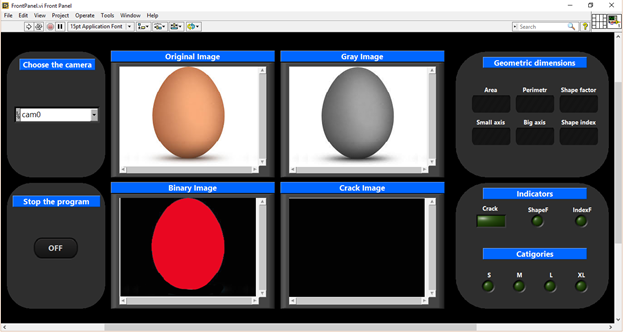 FrontPanel.vi Front Panel
File Edit View Project Operate Tools Window Help
15pt Application Font
Search
Choose the camera
cam0
Stop the program
OFF
Original Image
Gray Image
Binary Image
Crack Image
Geometric dimensions
Area Perimetr Shape factor
Small axis Big axis Shape index
Indicators
Crack ShapeF IndexF
Catigories
S M L XL